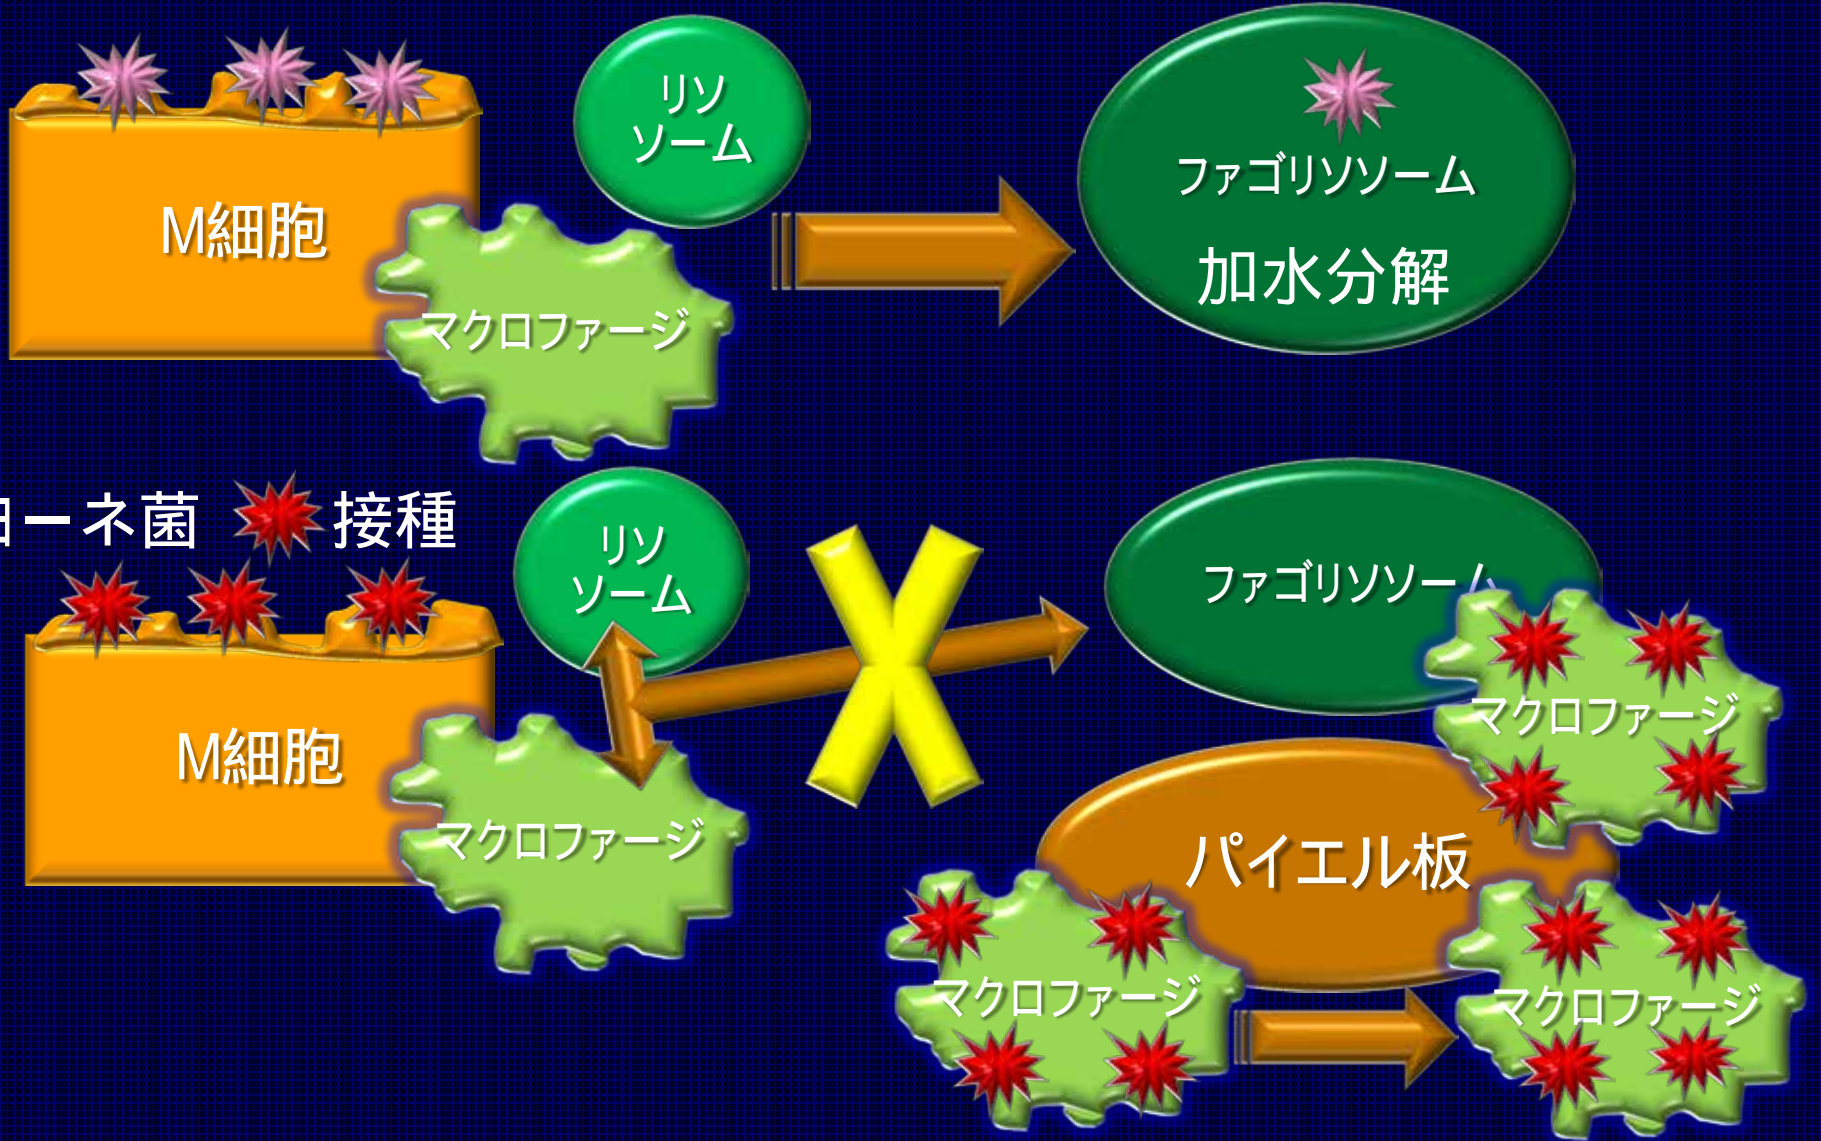 リソ
ソーム
ファゴリソソーム
加水分解
M細胞
マクロファージ
ーネ菌
接種
リソ
ソーム
ファゴリソソーム
M細胞
マクロファージ
マクロファージ
パイエル板
マクロファージ
マクロファージ